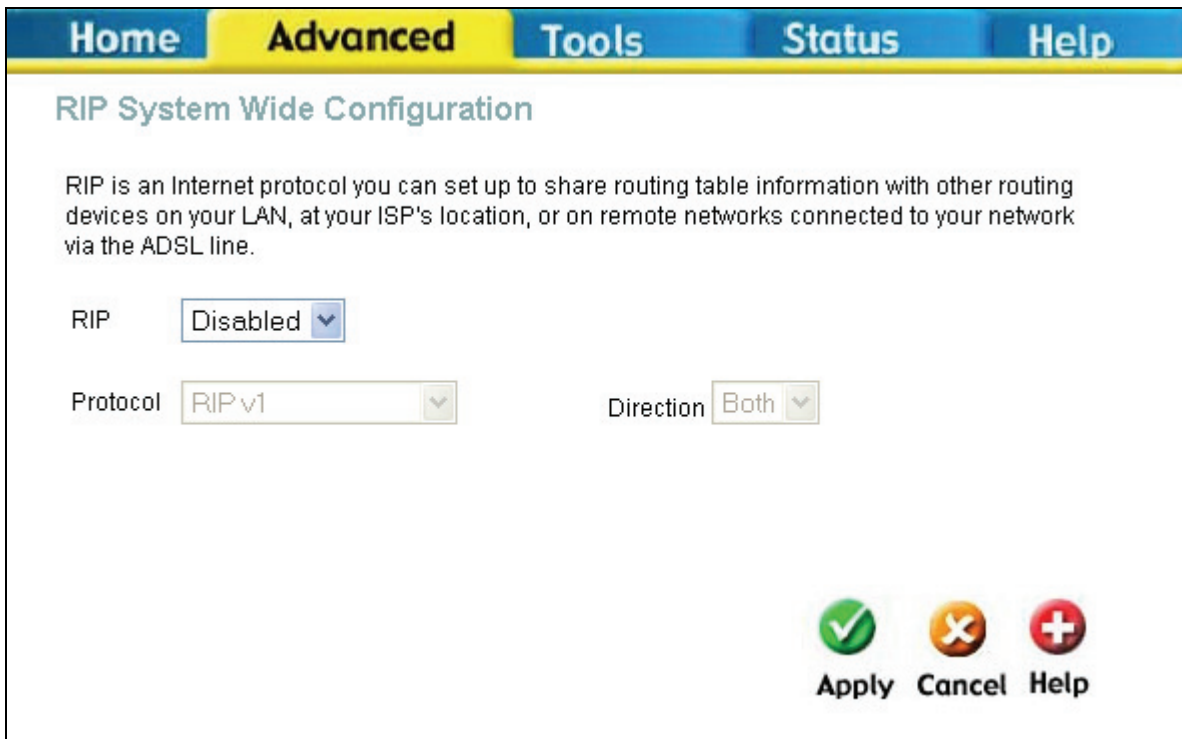 Home Advanced Tools Status Help
RIP System Wide Configuration
RIP is an Internet protocol you can set up to share routing table information with other routing
devices on your LAN, at your ISP's location, or on remote networks connected to your network
via the ADSL line.
RIP Disabled
Protocol RIP v1 Direction Both
Apply Cancel Help